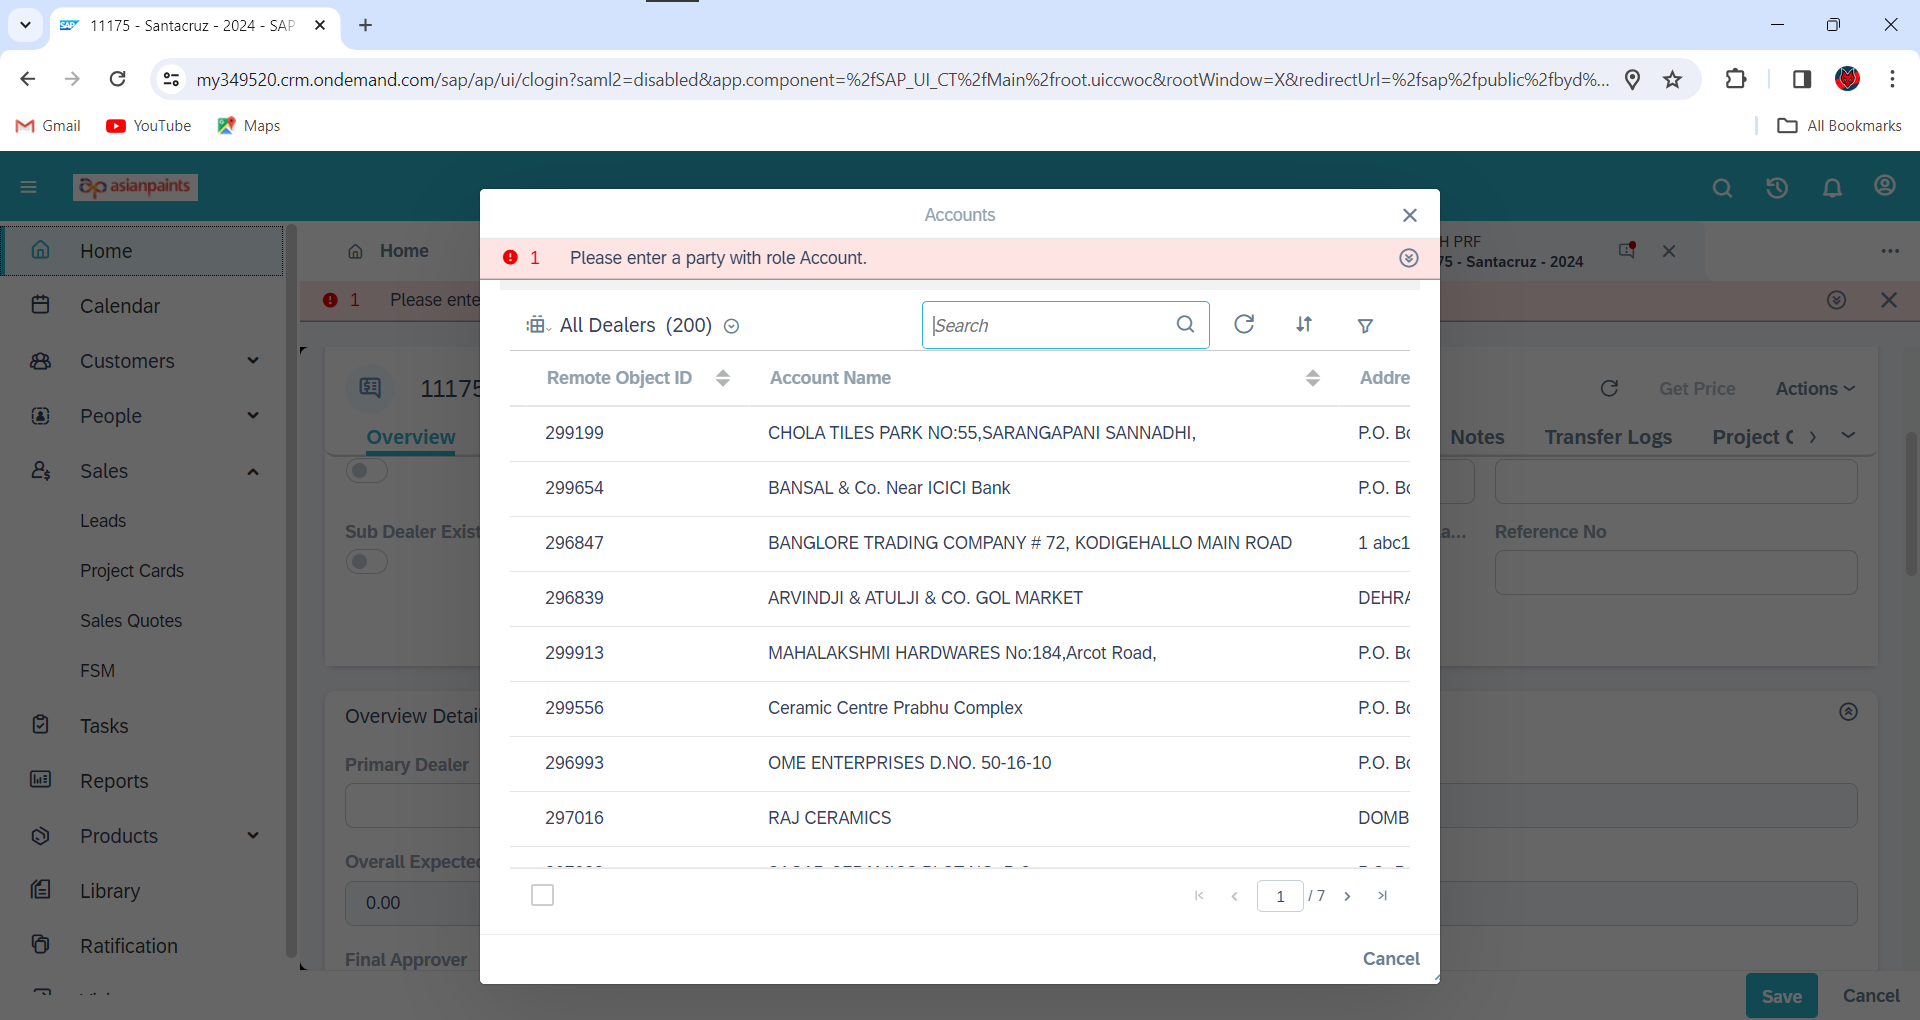 11175 - Santacruz - 2024 - SAP
my349520.crm.ondemand.com/sap/ap/ui/clogin?saml2=disabled&app.component=%2fSAP_UI_CT%2fMain%2froot.uiccwoc&rootWindow=X&redirectUrl=%2fsap%2fpublic%2fbyd%...
Gmail
YouTube
Maps
All Bookmarks
asianpaints
Home
Calendar
Customers
People
Sales
Leads
Project Cards
Sales Quotes
FSM
Tasks
Reports
Products
Library
Ratification
Home
H PRF
75 - Santacruz - 2024
1 Please ente
11175
Get Price
Actions
Overview
Notes
Transfer Logs
Project
Sub Dealer Exist
a...
Reference No
Overview Detai
Primary Dealer
Overall Expected
0.00
Final Approver
Save
Cancel
Accounts
1 Please enter a party with role Account.
All Dealers (200)
Search
Remote Object ID Account Name Addre
299199 CHOLA TILES PARK NO:55,SARANGAPANI SANNADHI, P.O. Bo
299654 BANSAL & Co. Near ICICI Bank P.O. Bo
296847 BANGLORE TRADING COMPANY # 72, KODIGEHALLO MAIN ROAD 1 abc1
296839 ARVINDJI & ATULJI & CO. GOL MARKET DEHRA
299913 MAHALAKSHMI HARDWARES No:184,Arcot Road, P.O. Bo
299556 Ceramic Centre Prabhu Complex P.O. Bo
296993 OME ENTERPRISES D.NO. 50-16-10 P.O. Bo
297016 RAJ CERAMICS DOMB
1 / 7
Cancel